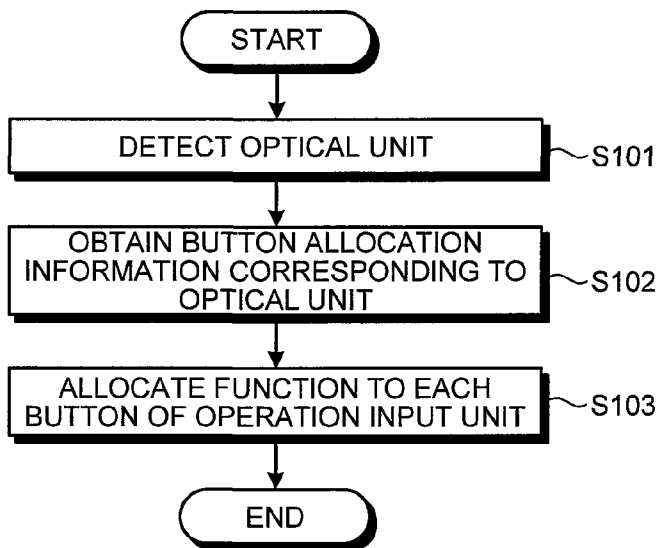 START
DETECT OPTICAL UNIT
S101
OBTAIN BUTTON ALLOCATION
INFORMATION CORRESPONDING TO
OPTICAL UNIT
S102
ALLOCATE FUNCTION TO EACH
BUTTON OF OPERATION INPUT UNIT
S103
END